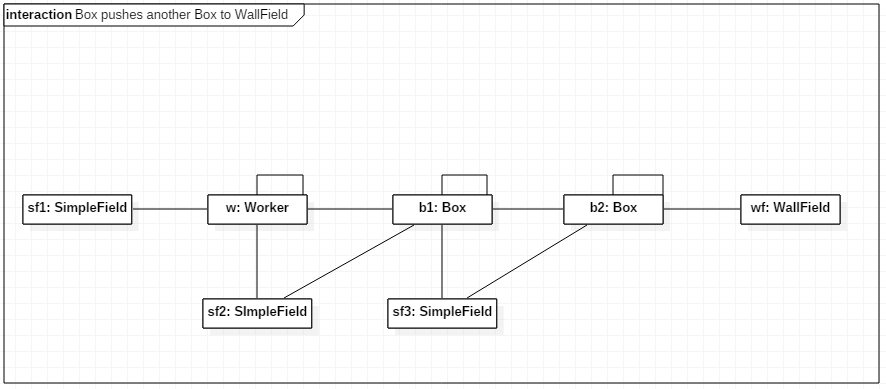 interaction Box pushes another Box to WallField
sf1: SimpleField
w: Worker
b1: Box
b2: Box
wf: WallField
sf2: SImpleField
sf3: SimpleField